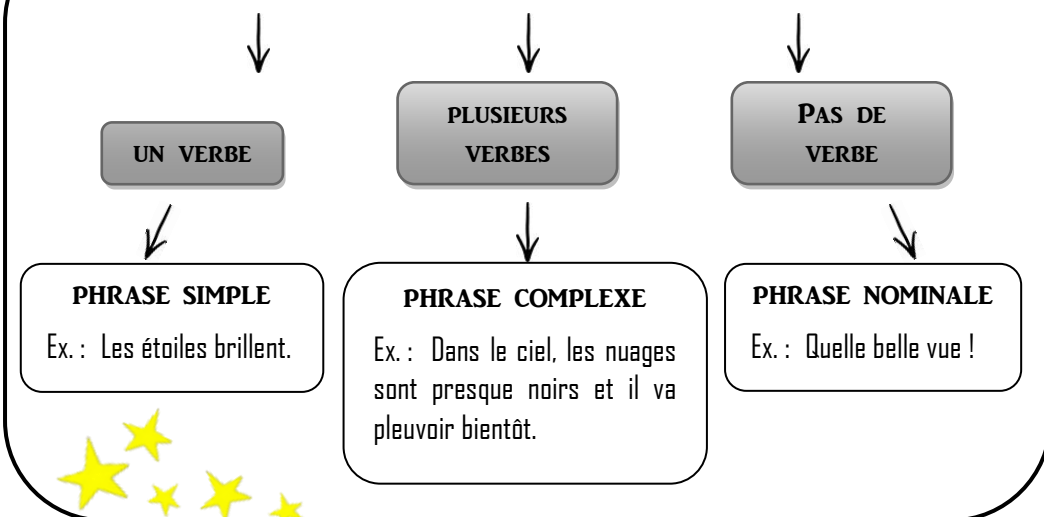 UN VERBE
PLUSIEURS
VERBES
PAS DE
VERBE
PHRASE SIMPLE
Ex. : Les étoiles brillent.
PHRASE COMPLEXE
Ex. : Dans le ciel, les nuages
sont presque noirs et il va
pleuvoir bientôt.
PHRASE NOMINALE
Ex. : Quelle belle vue !